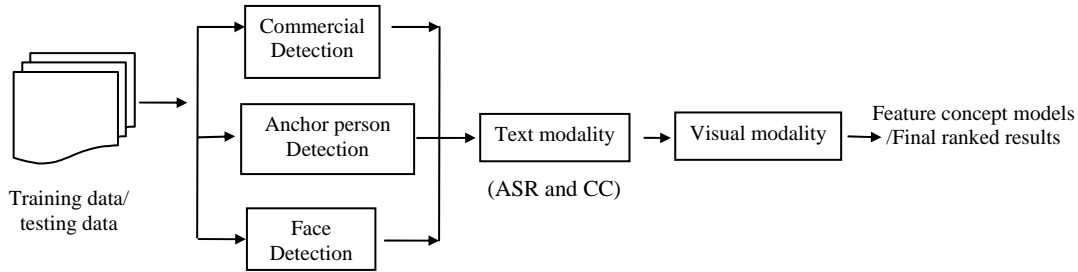 Training data/
testing data
Commercial
Detection
Anchor person
Detection
Face
Detection
Text modality
(ASR and CC)
Visual modality
Feature concept models
/Final ranked results